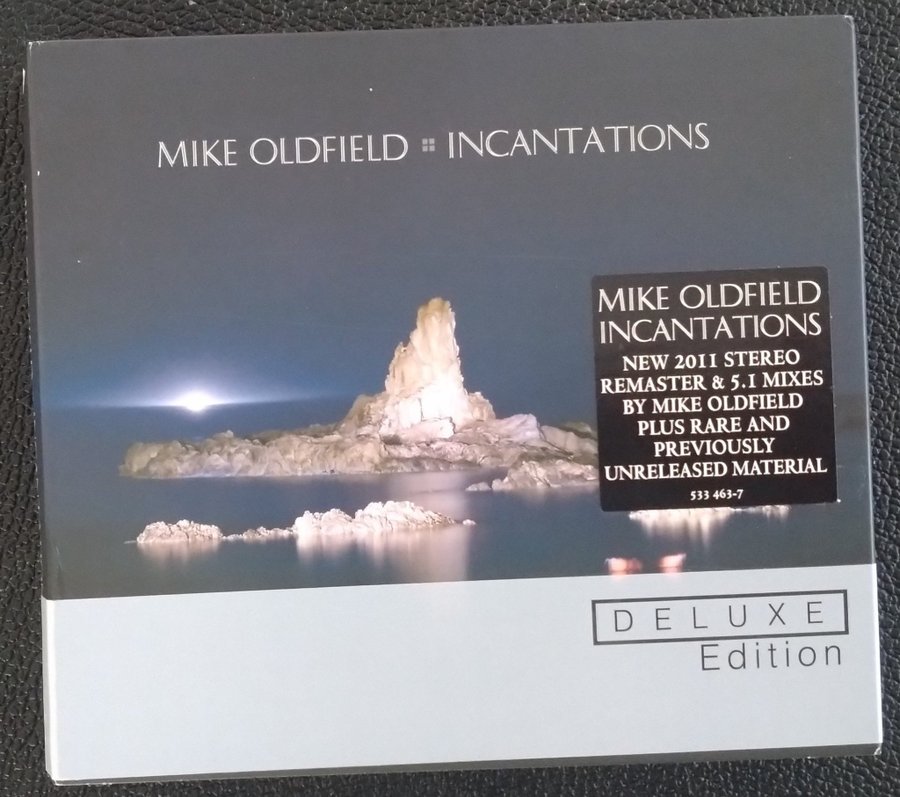 MIKE OLDFIELD INCANTATIONS
MIKE OLDFIELD
INCANTATIONS
NEW 2011 STEREO
REMASTER & 5.1 MIXES
BY MIKE OLDFIELD
PLUS RARE AND
PREVIOUSLY
UNRELEASED MATERIAL
533 463-7
DELUXE
Edition